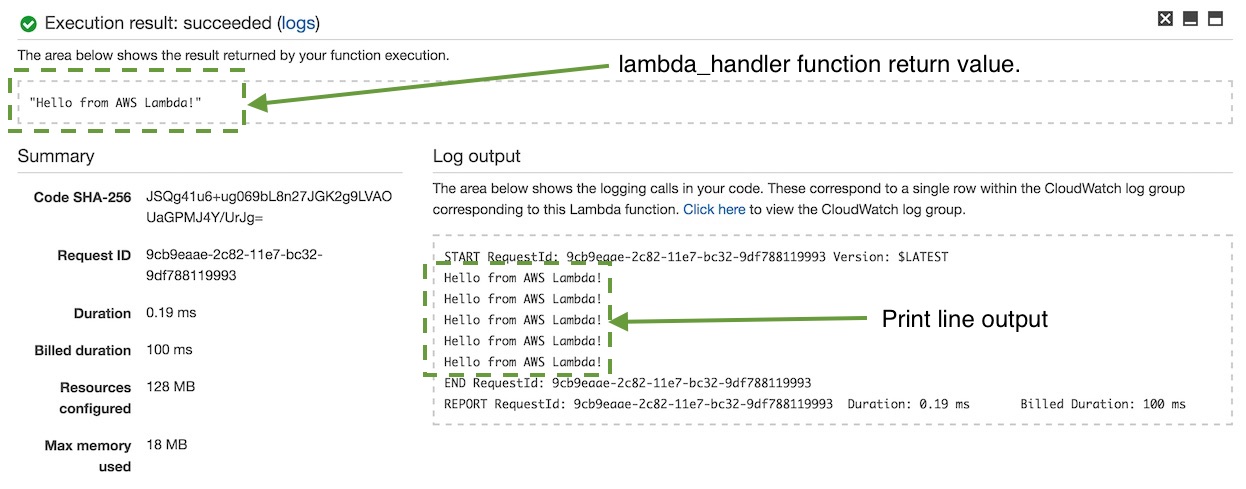 Execution result: succeeded (logs)
The area below shows the result returned by your function execution.
lambda_handler function return value.
"Hello from AWS Lambda!"
Summary
Code SHA-256 JSQg41u6+ug069bL8n27JGK2g9LVAO
UaGPMJ4Y/UrJg=
Request ID 9cb9eaae-2c82-11e7-bc32-
9df788119993
Duration 0.19 ms
Billed duration 100 ms
Resources 128 MB
configured
Max memory 18 MB
used
Log output
The area below shows the logging calls in your code. These correspond to a single row within the CloudWatch log group
corresponding to this Lambda function. Click here to view the CloudWatch log group.
START RequestId: 9cb9eaae-2c82-11e7-bc32-9df788119993 Version: $LATEST
Hello from AWS Lambda!
Hello from AWS Lambda!
Hello from AWS Lambda!
Hello from AWS Lambda!
Hello from AWS Lambda!
Print line output
END RequestId: 9cb9eaae-2c82-11e7-bc32-9df788119993
REPORT RequestId: 9cb9eaae-2c82-11e7-bc32-9df788119993 Duration: 0.19 ms Billed Duration: 100 ms